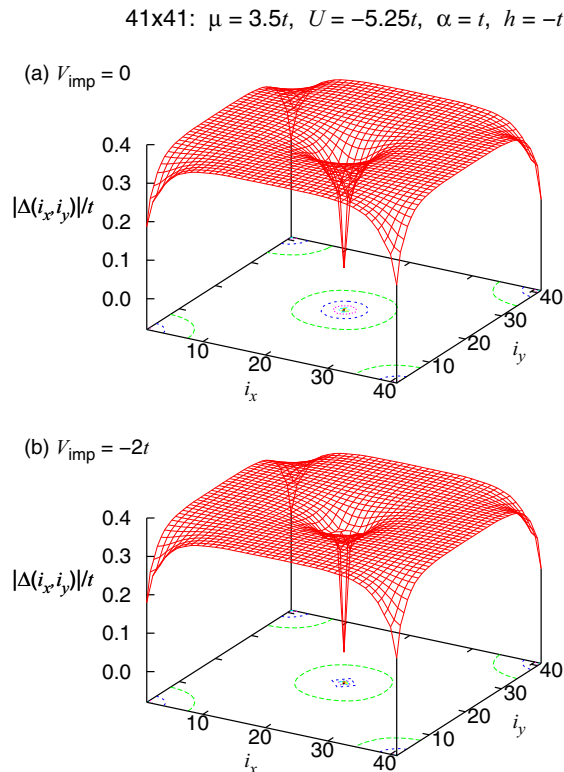 41x41: μ = 3.5t, U = −5.25t, α = t, h = −t
(a) V_imp = 0
0.4
0.3
|Δ(i_x,i_y)|/t
0.2
0.1
0.0
10
20
30
40
i_x
10
20
30
40
i_y
(b) V_imp = −2t
0.4
0.3
|Δ(i_x,i_y)|/t
0.2
0.1
0.0
10
20
30
40
i_x
10
20
30
40
i_y